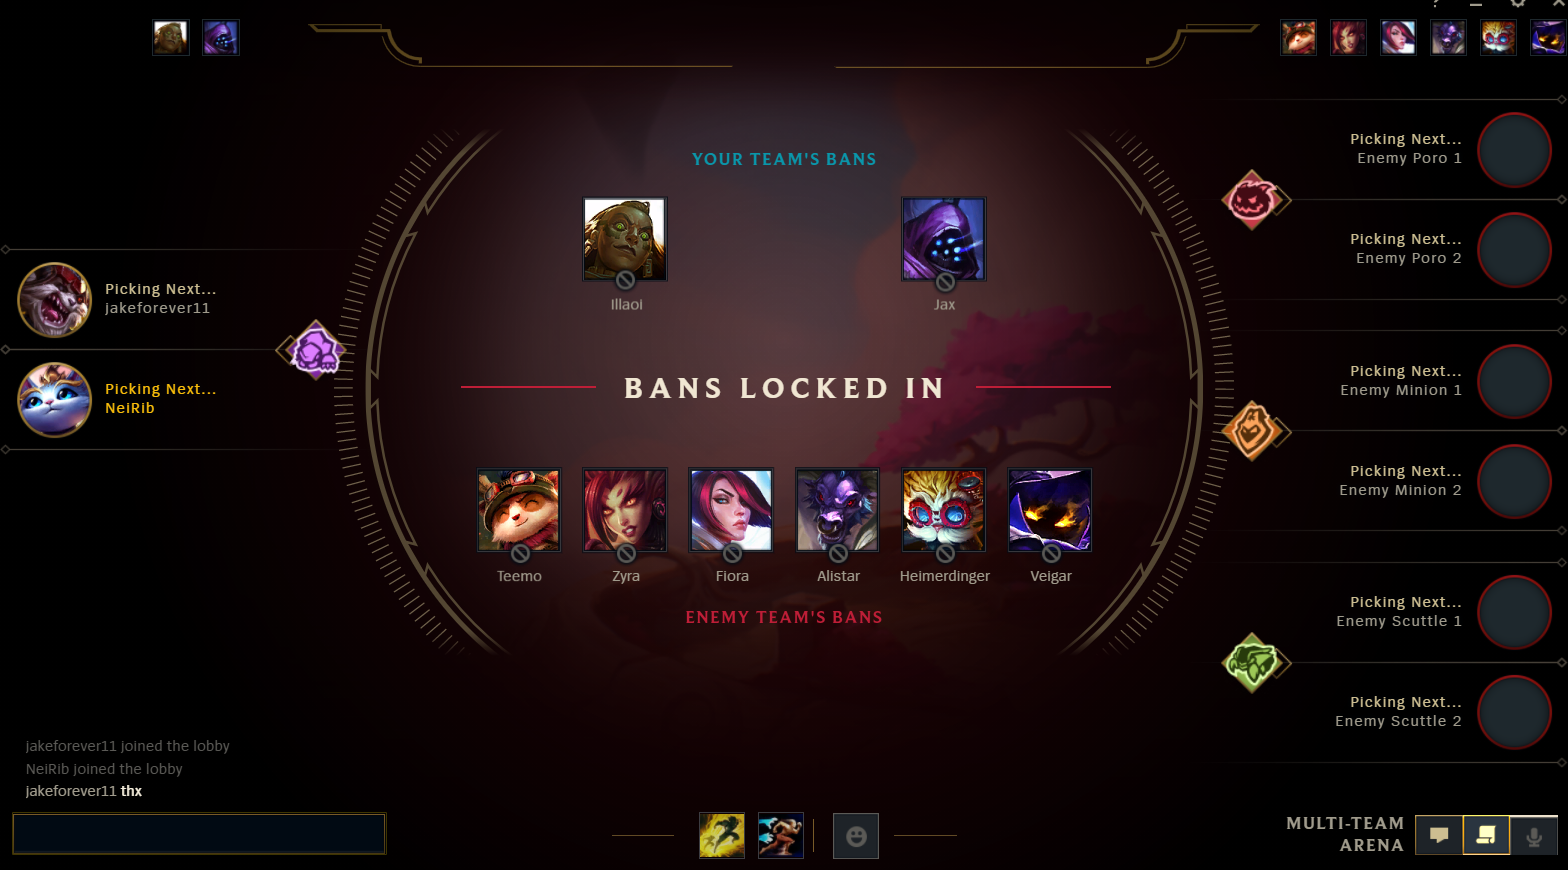 YOUR TEAM'S BANS
Illaoi
Jax
BANS LOCKED IN
Teemo
Zyra
Fiora
Alistar
Heimerdinger
Veigar
ENEMY TEAM'S BANS
Picking Next...
jakeforever11
Picking Next...
NeiRib
Picking Next...
Enemy Poro 1
Picking Next...
Enemy Poro 2
Picking Next...
Enemy Minion 1
Picking Next...
Enemy Minion 2
Picking Next...
Enemy Scuttle 1
Picking Next...
Enemy Scuttle 2
jakeforever11 joined the lobby
NeiRib joined the lobby
jakeforever11 thx
MULTI-TEAM
ARENA